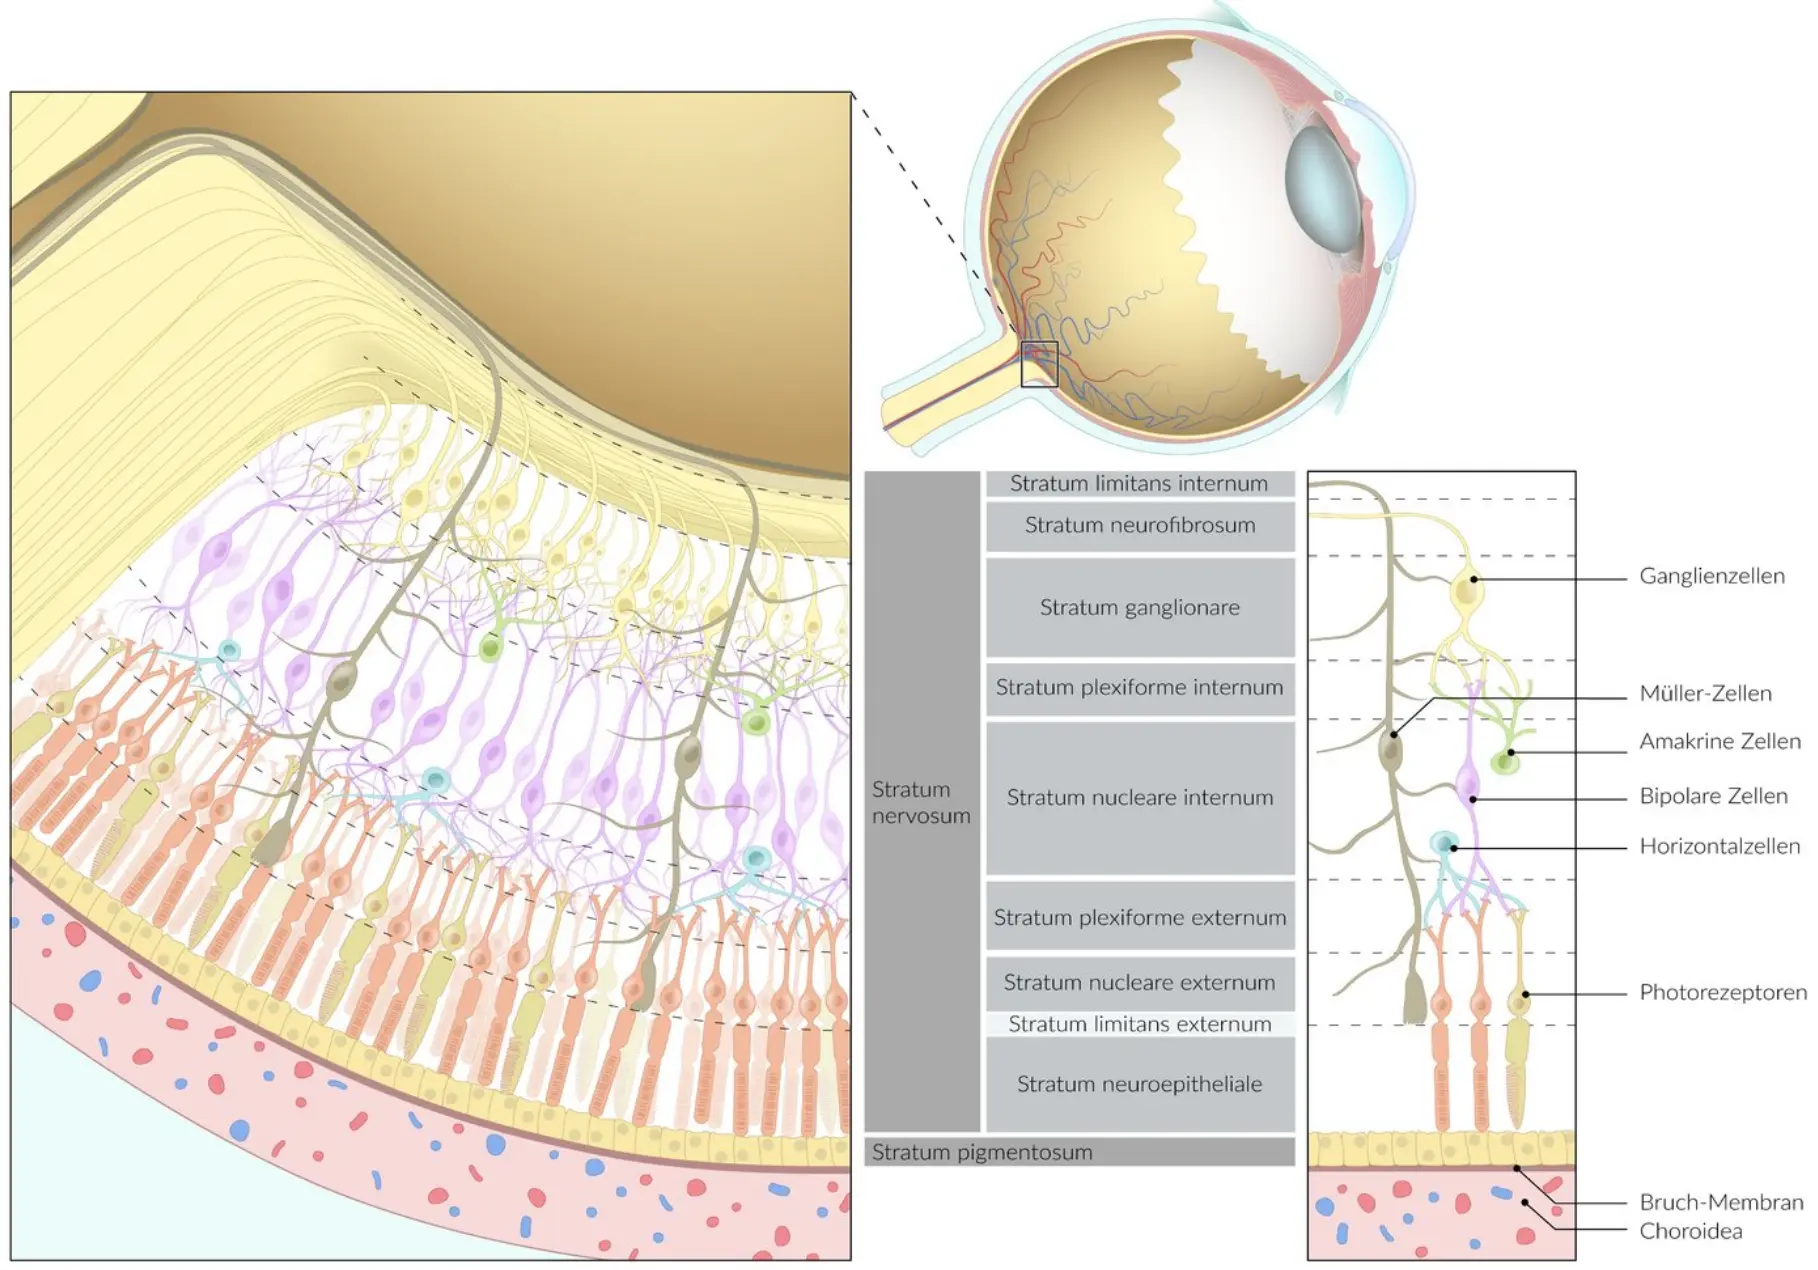 Stratum limitans internum
Stratum neurofibrosum
Stratum ganglionare
Stratum plexiforme internum
Stratum
nervosum
Stratum nucleare internum
Stratum plexiforme externum
Stratum nucleare externum
Stratum limitans externum
Stratum neuroepitheliale
Stratum pigmentosum
Ganglienzellen
Müller-Zellen
Amakrine Zellen
Bipolare Zellen
Horizontalzellen
Photorezeptoren
Bruch-Membran
Choroidea